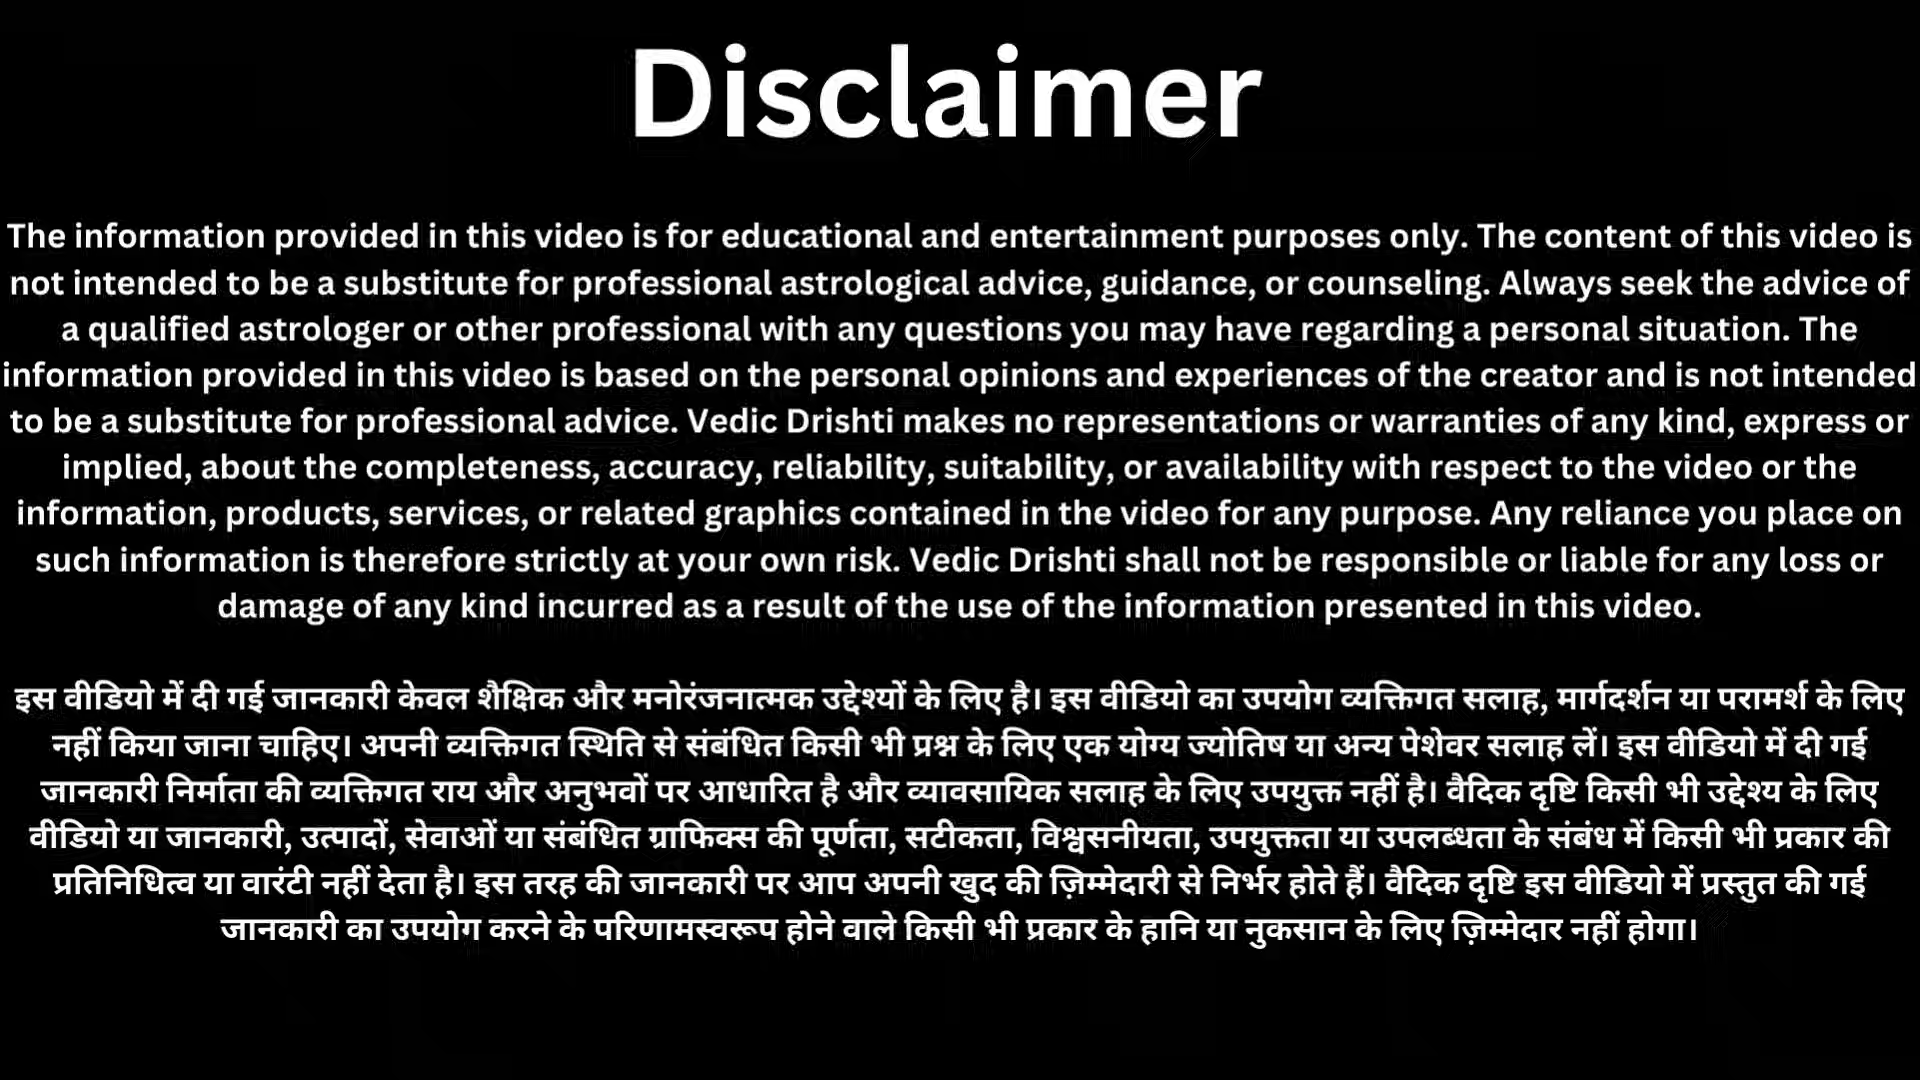 Disclaimer
The information provided in this video is for educational and entertainment purposes only. The content of this video is
not intended to be a substitute for professional astrological advice, guidance, or counseling. Always seek the advice of
a qualified astrologer or other professional with any questions you may have regarding a personal situation. The
information provided in this video is based on the personal opinions and experiences of the creator and is not intended
to be a substitute for professional advice. Vedic Drishti makes no representations or warranties of any kind, express or
implied, about the completeness, accuracy, reliability, suitability, or availability with respect to the video or the
information, products, services, or related graphics contained in the video for any purpose. Any reliance you place on
such information is therefore strictly at your own risk. Vedic Drishti shall not be responsible or liable for any loss or
damage of any kind incurred as a result of the use of the information presented in this video.
इस वीडियो में दी गई जानकारी केवल शैक्षिक और मनोरंजनात्मक उद्देश्यों के लिए है। इस वीडियो का उपयोग व्यक्तिगत सलाह, मार्गदर्शन या परामर्श के लिए
नहीं किया जाना चाहिए। अपनी व्यक्तिगत स्थिति से संबंधित किसी भी प्रश्न के लिए एक योग्य ज्योतिष या अन्य पेशेवर सलाह लें। इस वीडियो में दी गई
जानकारी निर्माता की व्यक्तिगत राय और अनुभवों पर आधारित है और व्यावसायिक सलाह के लिए उपयुक्त नहीं है। वैदिक दृष्टि किसी भी उद्देश्य के लिए
वीडियो या जानकारी, उत्पादों, सेवाओं या संबंधित ग्राफिक्स की पूर्णता, सटीकता, विश्वसनीयता, उपयुक्तता या उपलब्धता के संबंध में किसी भी प्रकार की
प्रतिनिधित्व या वारंटी नहीं देता है। इस तरह की जानकारी पर आप अपनी खुद की ज़िम्मेदारी से निर्भर होते हैं। वैदिक दृष्टि इस वीडियो में प्रस्तुत की गई
जानकारी का उपयोग करने के परिणामस्वरूप होने वाले किसी भी प्रकार के हानि या नुकसान के लिए ज़िम्मेदार नहीं होगा।